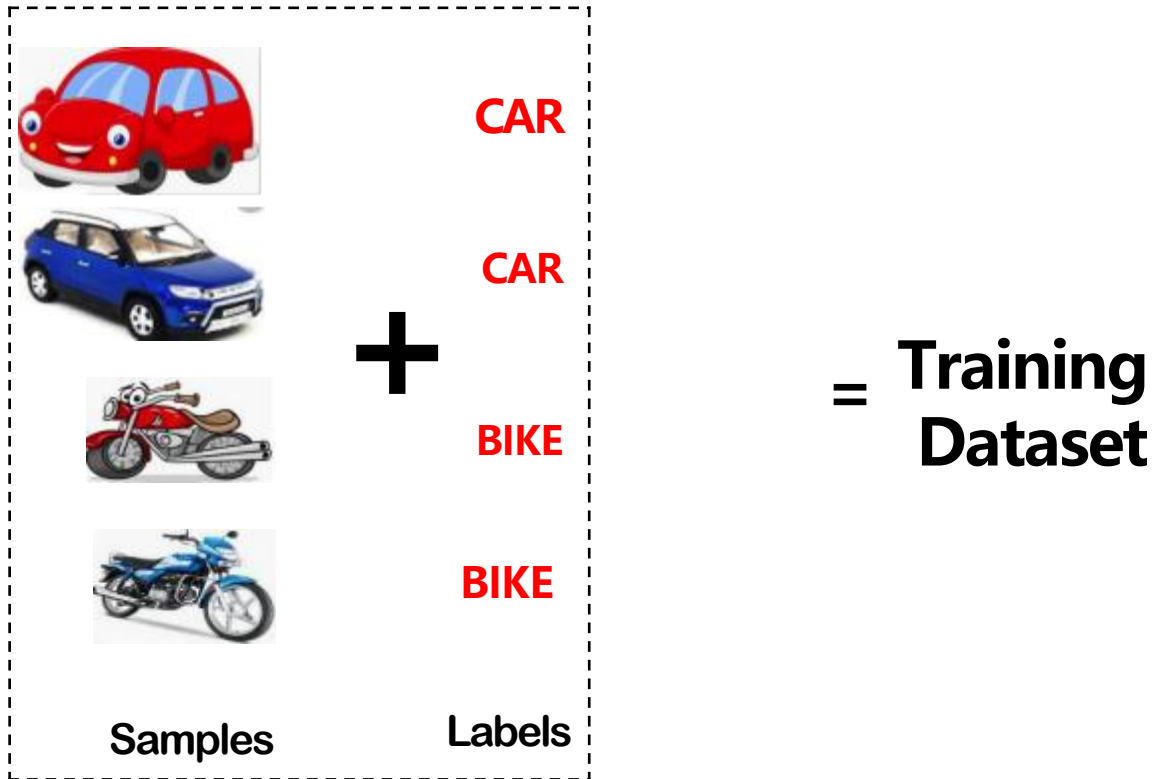 CAR
CAR
+
BIKE
BIKE
Samples
Labels
= Training
Dataset